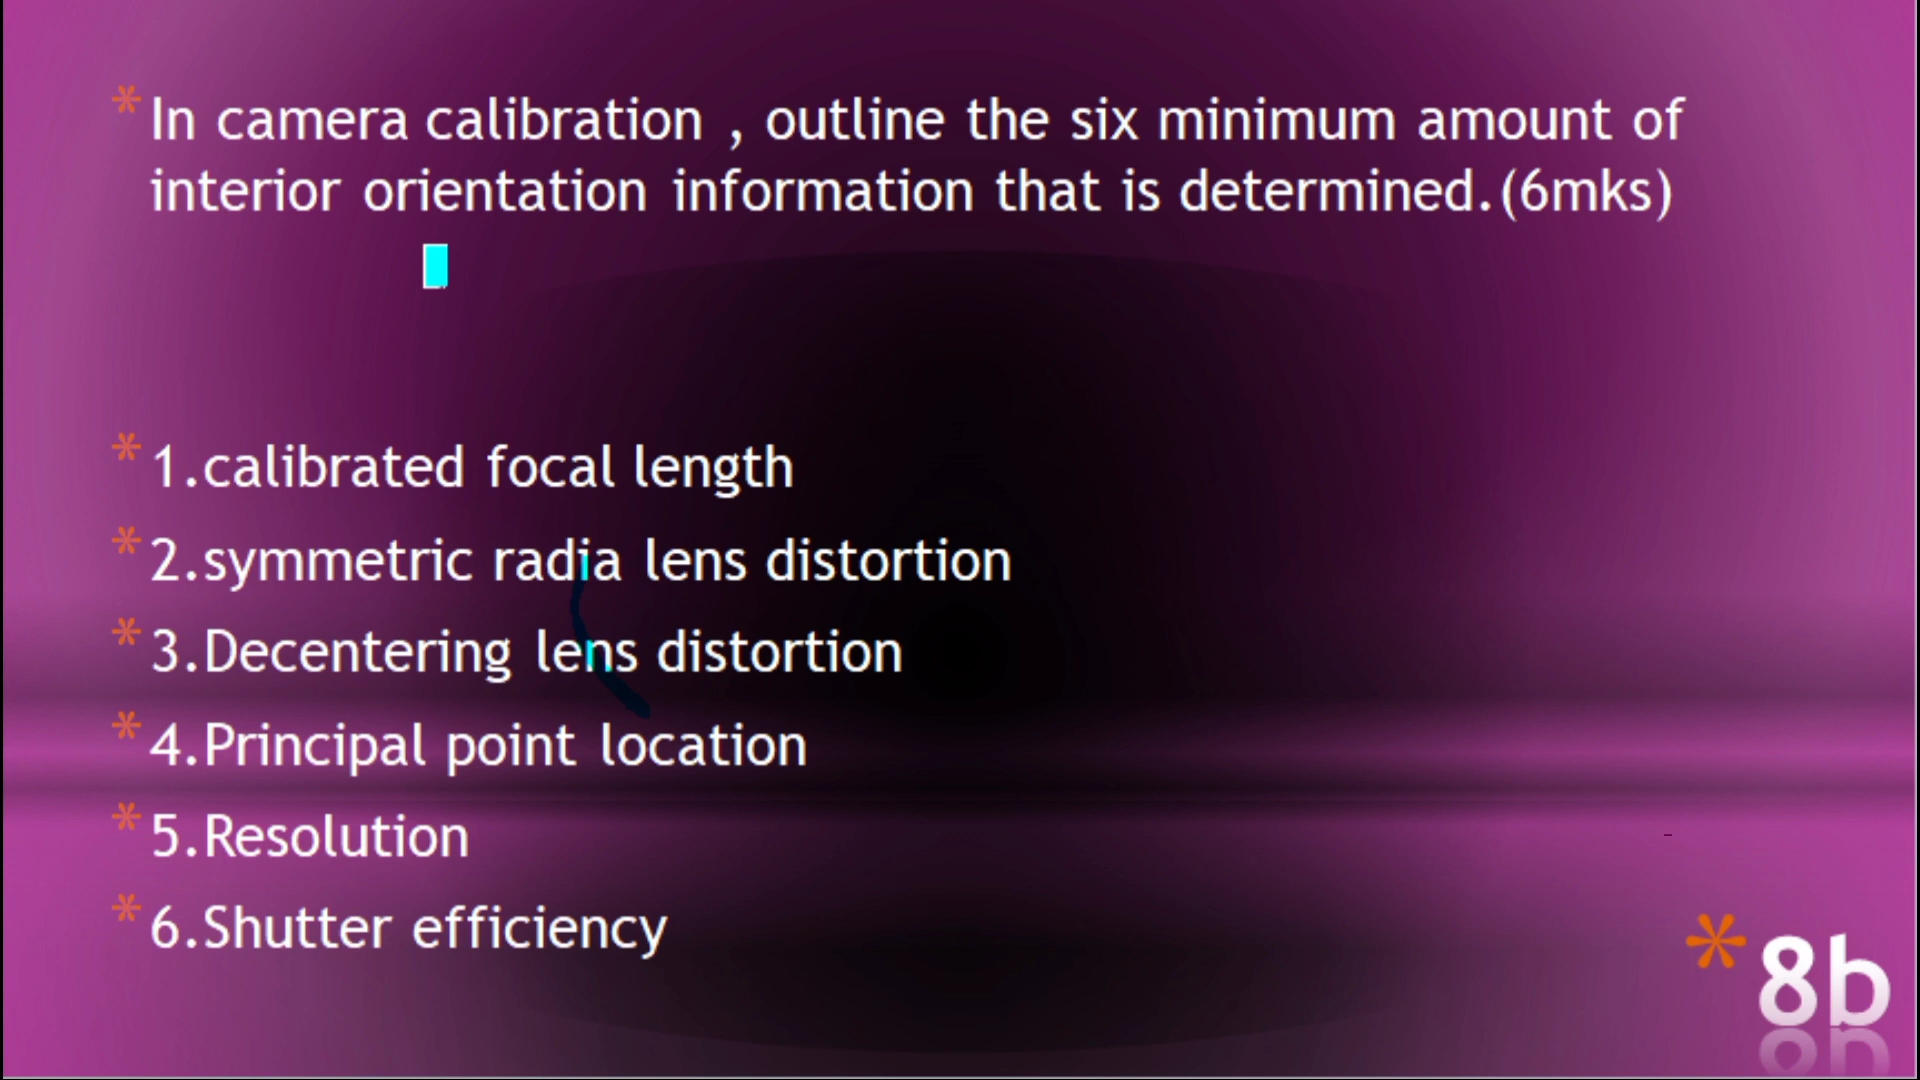 * In camera calibration , outline the six minimum amount of
interior orientation information that is determined.(6mks)
* 1.calibrated focal length
* 2.symmetric radia lens distortion
* 3.Decentering lens distortion
* 4.Principal point location
* 5.Resolution
* 6.Shutter efficiency
* 8b